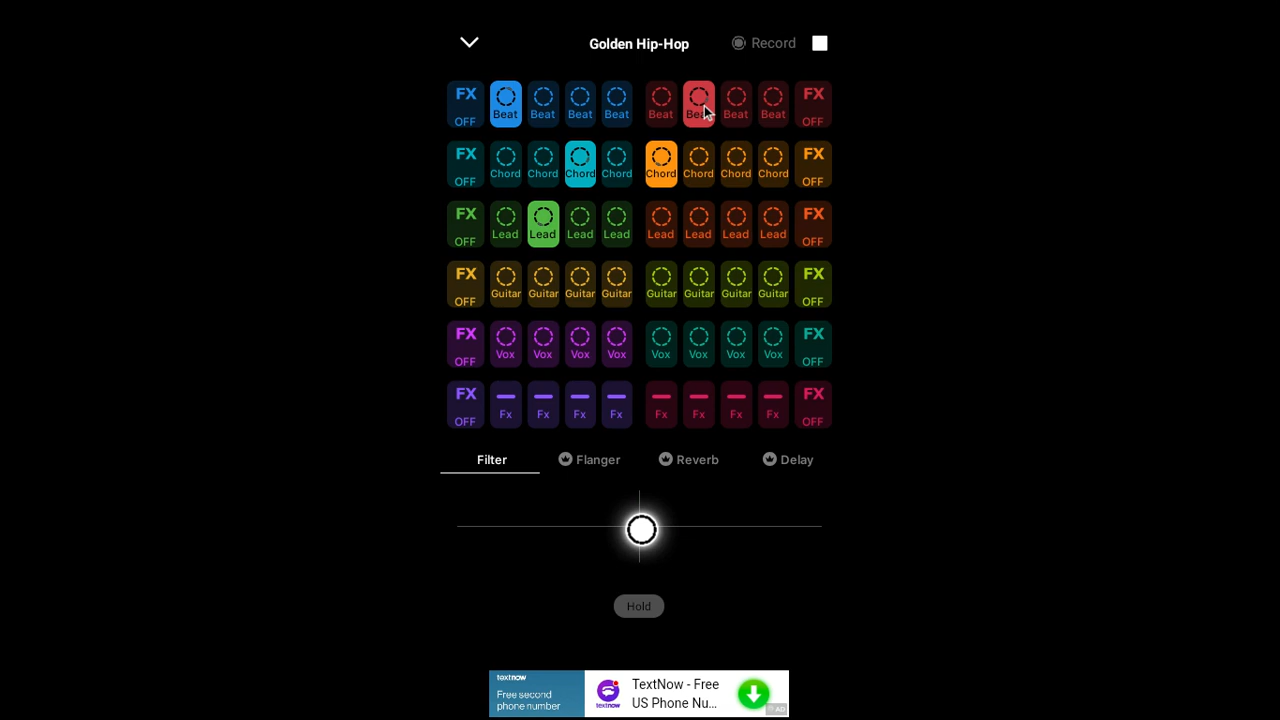 Golden Hip-Hop
Record
FX Beat Beat Beat Beat Beat Beat Beat Beat FX
OFF OFF
FX Chord Chord Chord Chord Chord Chord Chord Chord FX
OFF OFF
FX Lead Lead Lead Lead Lead Lead Lead Lead FX
OFF OFF
FX Guitar Guitar Guitar Guitar Guitar Guitar Guitar Guitar FX
OFF OFF
FX Vox Vox Vox Vox Vox Vox Vox Vox FX
OFF OFF
FX Fx Fx Fx Fx Fx Fx Fx Fx FX
OFF OFF
Filter Flanger Reverb Delay
Hold
textnow
Free second
phone number
textnow
TextNow - Free
US Phone Nu...
AD